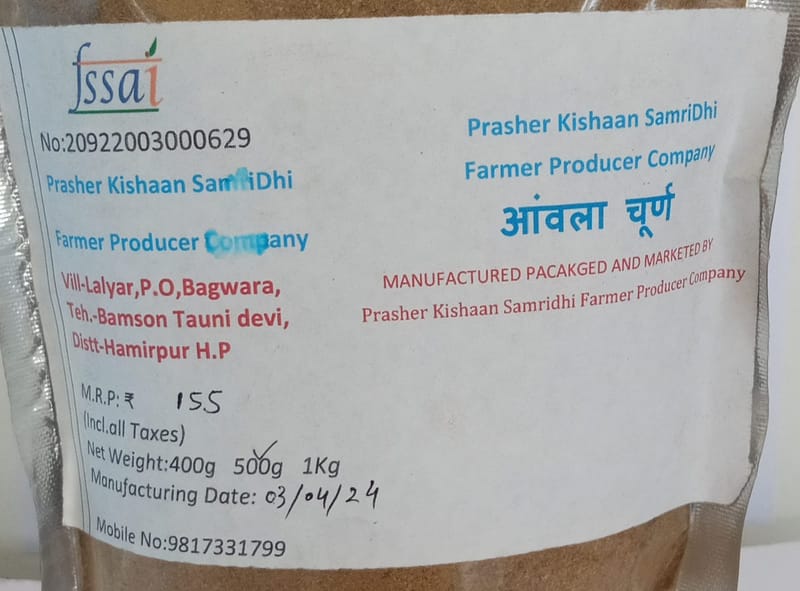 fssai
No:20922003000629
Prasher Kishaan SamriDhi
Farmer Producer Company
Vill-Lalyar,P.O,Bagwara,
Teh.-Bamson Tauni devi,
Distt-Hamirpur H.P
M.R.P: ₹ 155
(Incl.all Taxes)
Net Weight:400g 500g 1Kg
Manufacturing Date: 03/04/24
Mobile No:9817331799
Prasher Kishaan SamriDhi
Farmer Producer Company
आंवला चूर्ण
MANUFACTURED PACAKGED AND MARKETED BY
Prasher Kishaan Samridhi Farmer Producer Company